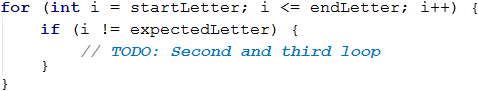 for (int i = startLetter; i <= endLetter; i++) {
    if (i != expectedLetter) {
        // TODO: Second and third loop
    }
}